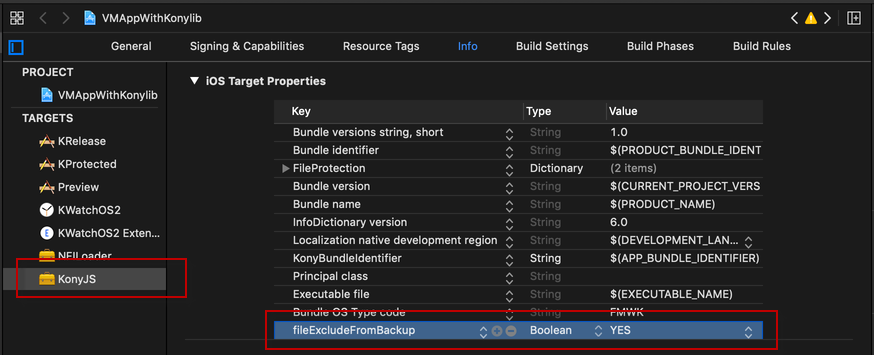 VMAppWithKonylib
General Signing & Capabilities Resource Tags Info Build Settings Build Phases Build Rules
PROJECT
VMAppWithKonylib
TARGETS
KRelease
KProtected
Preview
KWatchOS2
KWatchOS2 Exten...
NFILoader
KonyJS
iOS Target Properties
Key Type Value
Bundle versions string, short String 1.0
Bundle identifier String $(PRODUCT_BUNDLE_IDENT
FileProtection Dictionary (2 items)
Bundle version String $(CURRENT_PROJECT_VERS
Bundle name String $(PRODUCT_NAME)
InfoDictionary version String 6.0
Localization native development region String $(DEVELOPMENT_LAN...
KonyBundleIdentifier String $(APP_BUNDLE_IDENTIFIER)
Principal class String
Executable file String $(EXECUTABLE_NAME)
Bundle OS Type code String FMWK
fileExcludeFromBackup Boolean YES